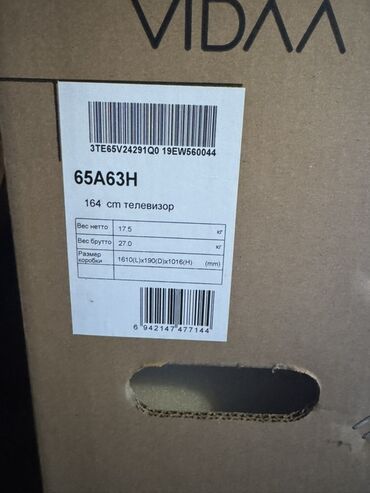 VIDAA
3TE65V24291Q0 19EW560044
65A63H
164 cm телевизор
Вес нетто 17.5 кг
Вес брутто 27.0 кг
Размер коробки 1610(L)x190(D)x1016(H) (mm)
6 942147 477144